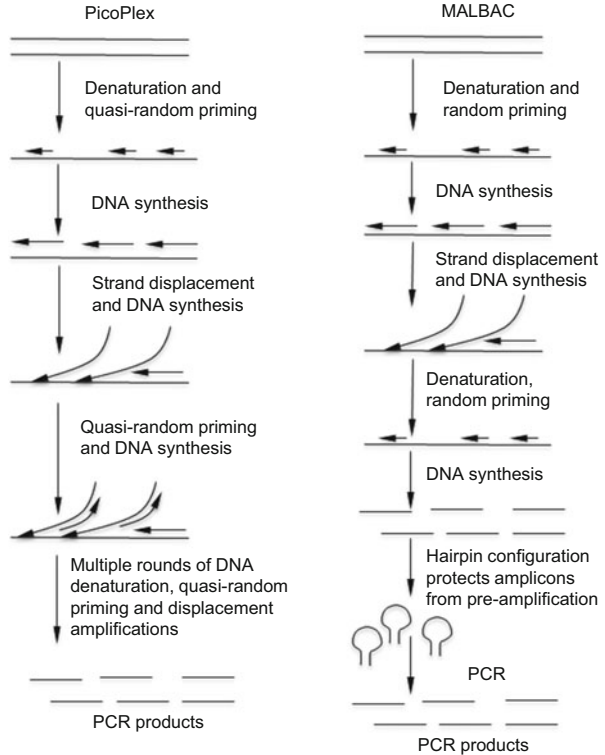 PicoPlex
Denaturation and
quasi-random priming
DNA synthesis
Strand displacement
and DNA synthesis
Quasi-random priming
and DNA synthesis
Multiple rounds of DNA
denaturation, quasi-random
priming and displacement
amplifications
PCR products
MALBAC
Denaturation and
random priming
DNA synthesis
Strand displacement
and DNA synthesis
Denaturation,
random priming
DNA synthesis
Hairpin configuration
protects amplicons
from pre-amplification
PCR
PCR products